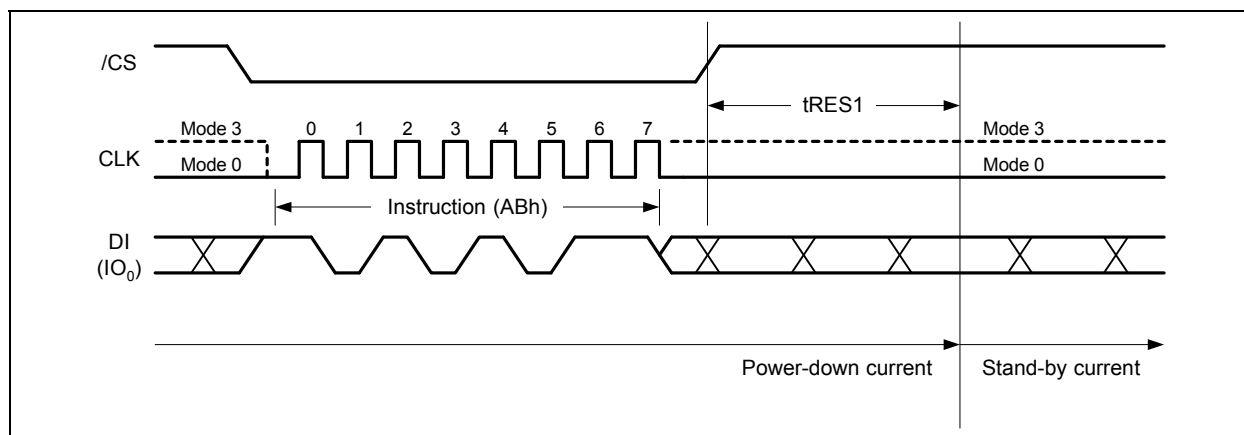 /CS
tRES1
Mode 3
0 1 2 3 4 5 6 7
Mode 3
CLK
Mode 0
Mode 0
Instruction (ABh)
DI
(IO0)
Power-down current
Stand-by current